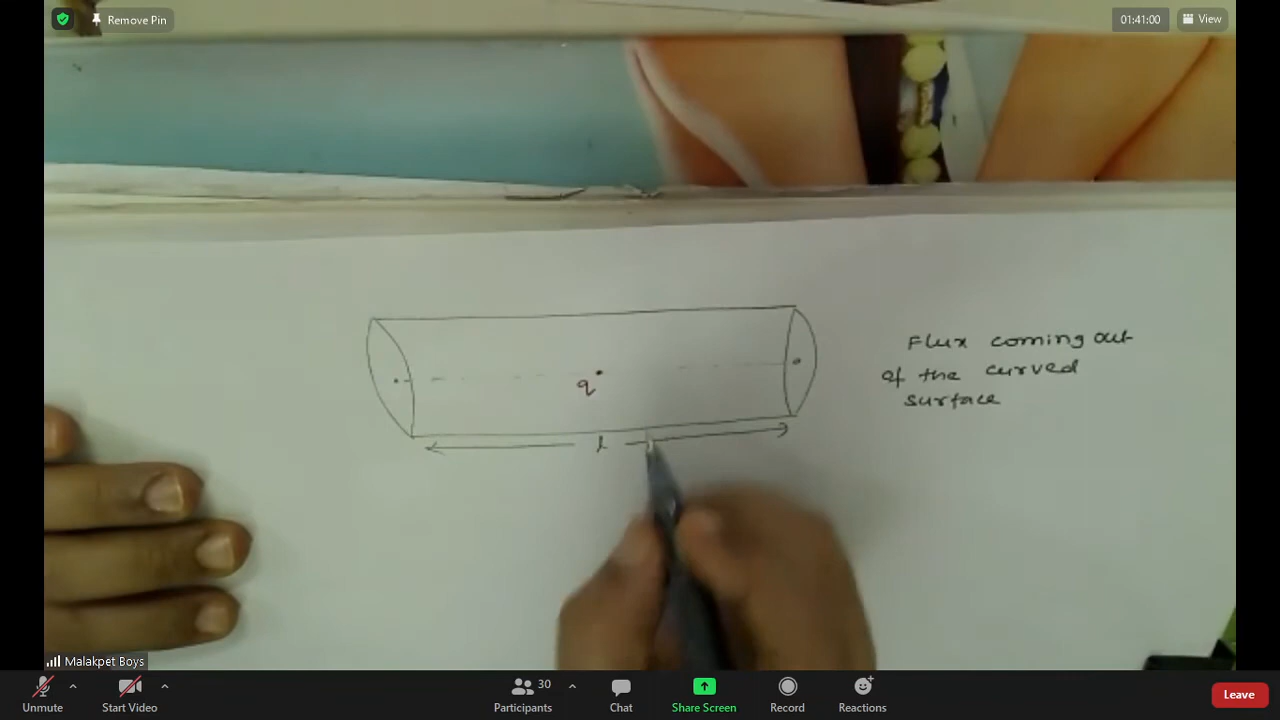 Remove Pin
01:41:00
View
Flux coming out
of the curved
surface
q
l
Malakpet Boys
Unmute
Start Video
30
Participants
Chat
Share Screen
Record
Reactions
Leave